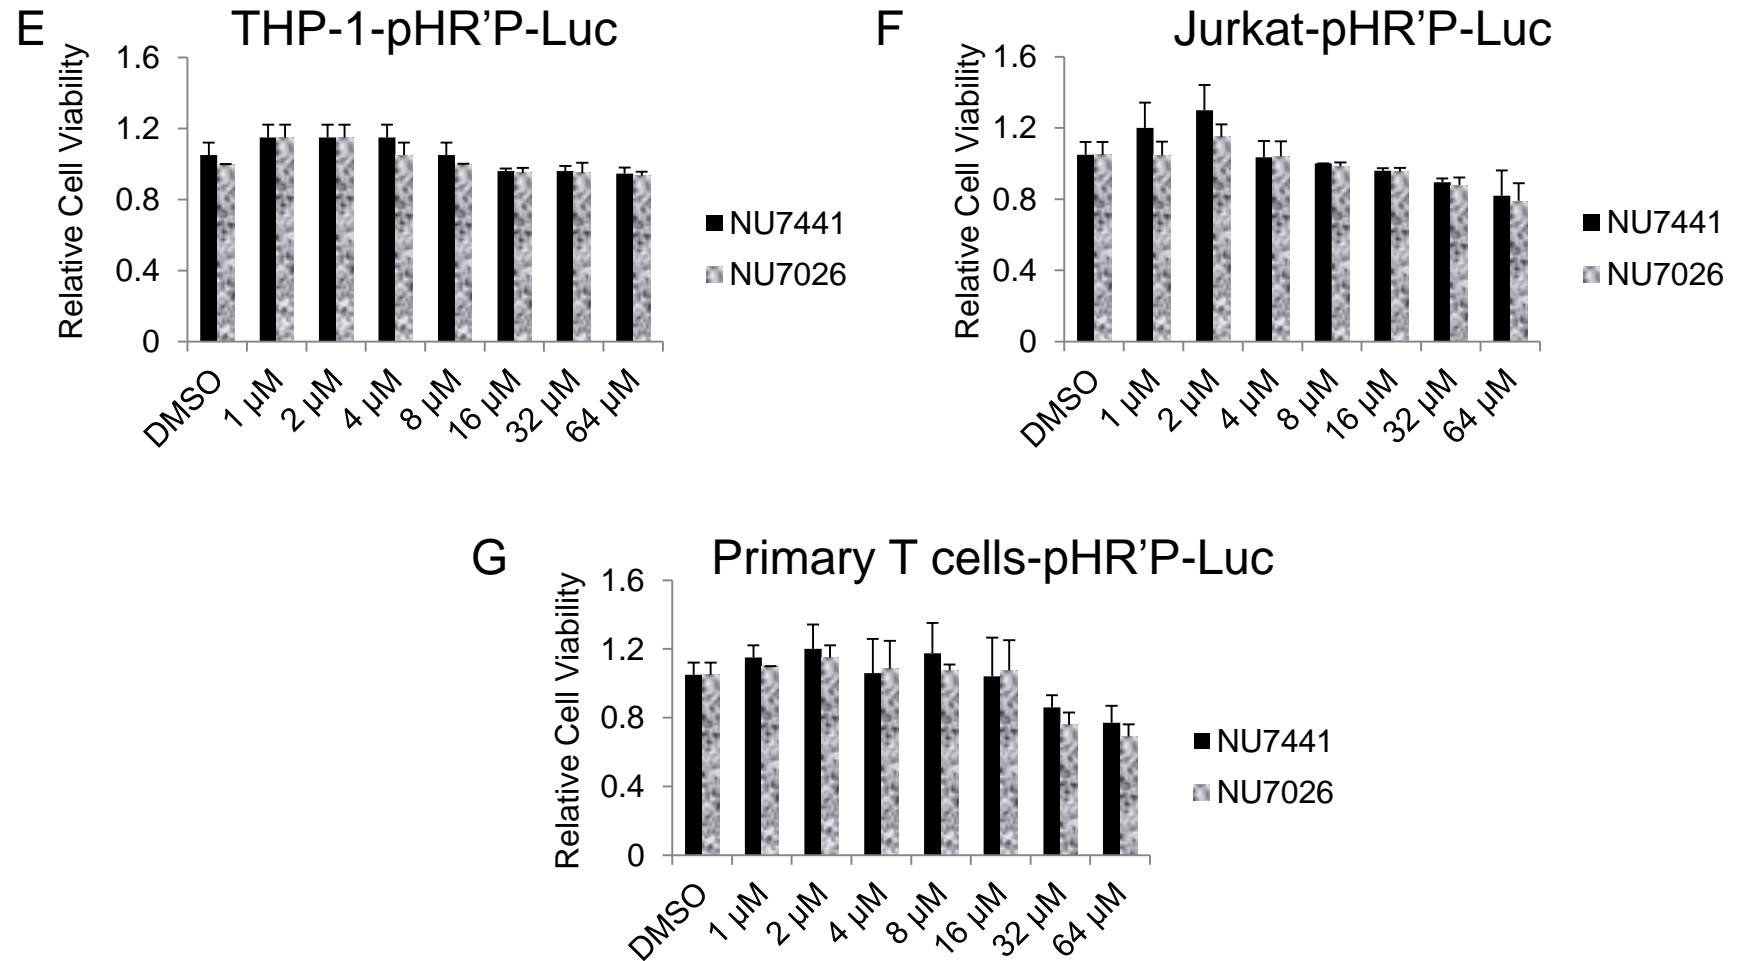 E
THP-1-pHR’P-Luc
Relative Cell Viability
1.6
1.2
0.8
0.4
0
DMSO
1 µM
2 µM
4 µM
8 µM
16 µM
32 µM
64 µM
NU7441
NU7026
F
Jurkat-pHR’P-Luc
Relative Cell Viability
1.6
1.2
0.8
0.4
0
DMSO
1 µM
2 µM
4 µM
8 µM
16 µM
32 µM
64 µM
NU7441
NU7026
G
Primary T cells-pHR’P-Luc
Relative Cell Viability
1.6
1.2
0.8
0.4
0
DMSO
1 µM
2 µM
4 µM
8 µM
16 µM
32 µM
64 µM
NU7441
NU7026